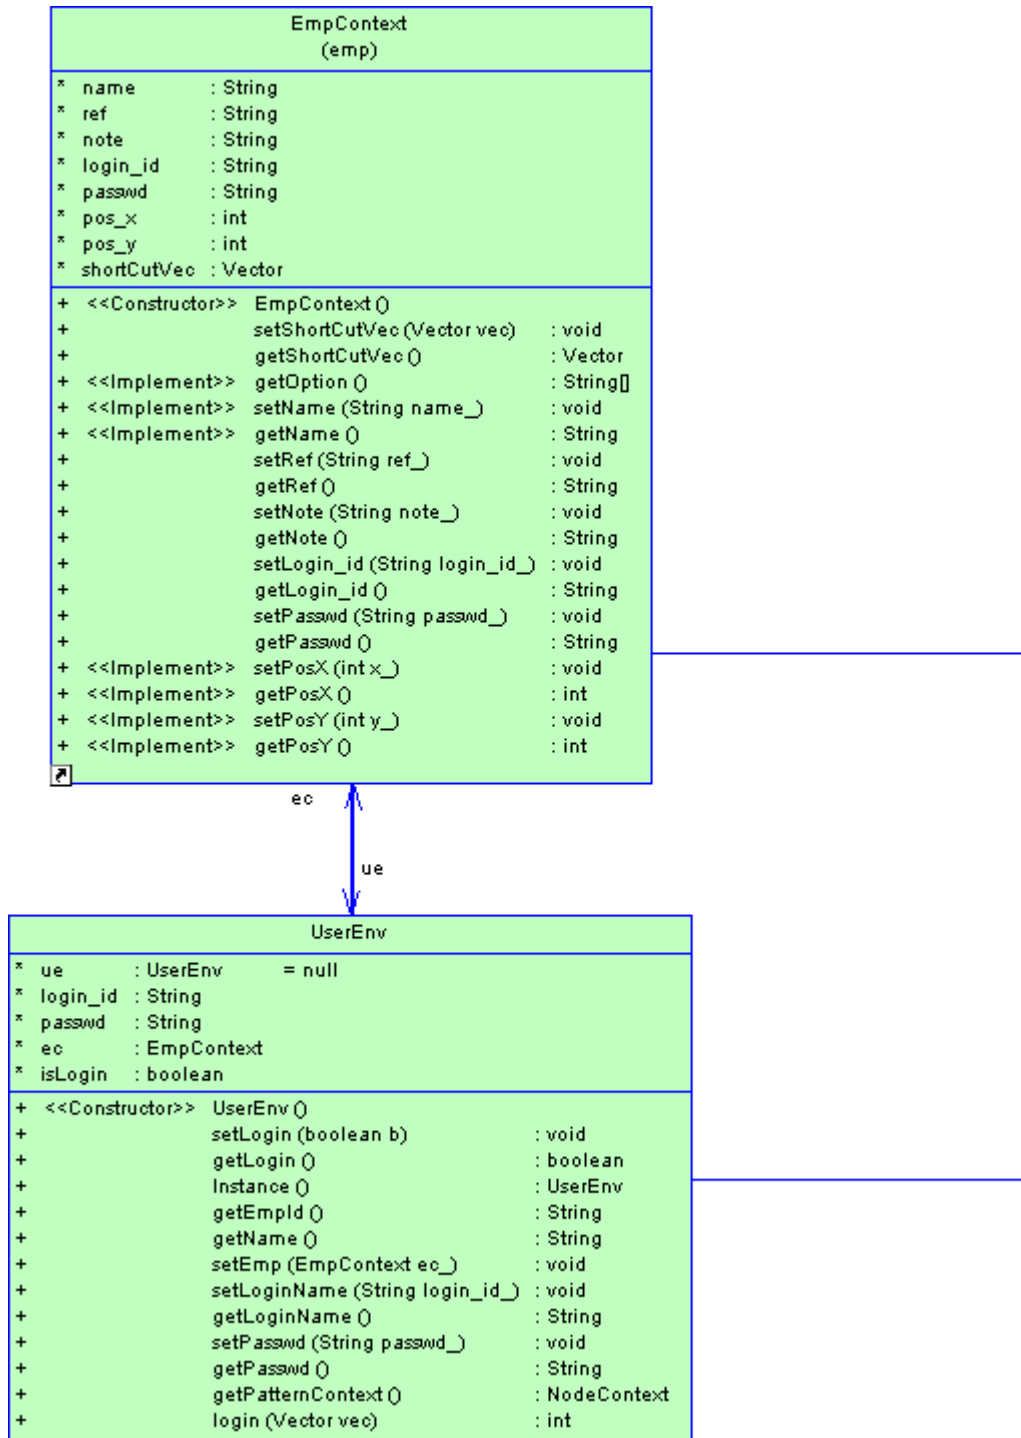 EmpContext
(emp)
* name : String
* ref : String
* note : String
* login_id : String
* passwd : String
* pos_x : int
* pos_y : int
* shortCutVec : Vector
+ <<Constructor>> EmpContext ()
+ setShortCutVec (Vector vec) : void
+ getShortCutVec () : Vector
+ <<Implement>> getOption () : String[]
+ <<Implement>> setName (String name_) : void
+ <<Implement>> getName () : String
+ setRef (String ref_) : void
+ getRef () : String
+ setNote (String note_) : void
+ getNote () : String
+ setLogin_id (String login_id_) : void
+ getLogin_id () : String
+ setPasswd (String passwd_) : void
+ getPasswd () : String
+ <<Implement>> setPosX (int x_) : void
+ <<Implement>> getPosX () : int
+ <<Implement>> setPosY (int y_) : void
+ <<Implement>> getPosY () : int
ec
ue
UserEnv
* ue : UserEnv = null
* login_id : String
* passwd : String
* ec : EmpContext
* isLogin : boolean
+ <<Constructor>> UserEnv ()
+ setLogin (boolean b) : void
+ getLogin () : boolean
+ Instance () : UserEnv
+ getEmpId () : String
+ getName () : String
+ setEmp (EmpContext ec_) : void
+ setLoginName (String login_id_) : void
+ getLoginName () : String
+ setPasswd (String passwd_) : void
+ getPasswd () : String
+ getPatternContext () : NodeContext
+ login (Vector vec) : int